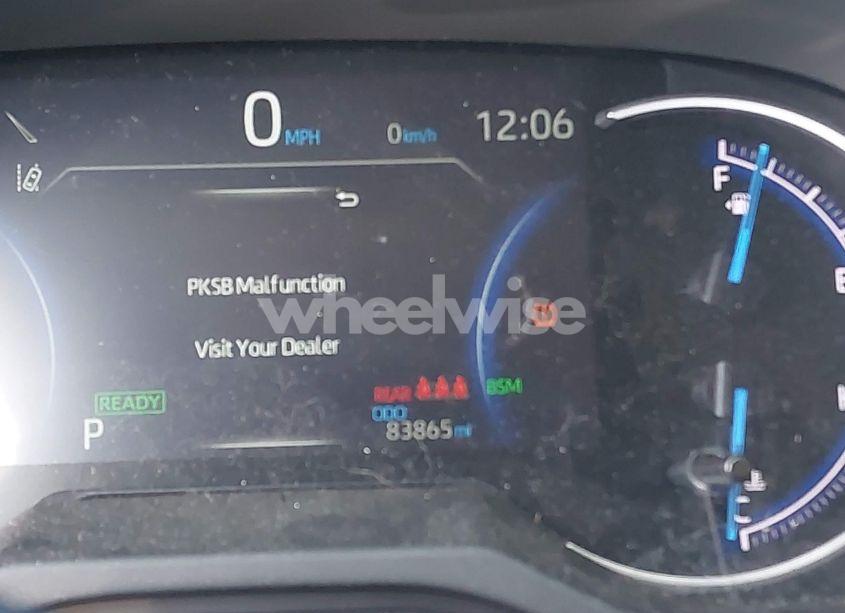 0 MPH
0 km/h
12:06
F
PKSB Malfunction
wheelwise
Visit Your Dealer
READY
REAR
BSM
ODO
P
83865 mi
C